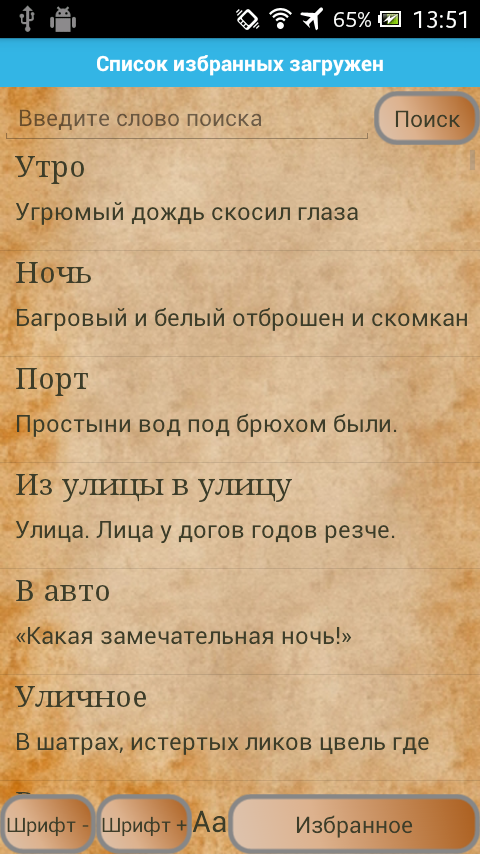 65% 13:51
Список избранных загружен
Введите слово поиска Поиск
Утро
Угрюмый дождь скосил глаза
Ночь
Багровый и белый отброшен и скомкан
Порт
Простыни вод под брюхом были.
Из улицы в улицу
Улица. Лица у догов годов резче.
В авто
«Какая замечательная ночь!»
Уличное
В шатрах, истертых ликов цвель где
Шрифт - Шрифт + Aa Избранное